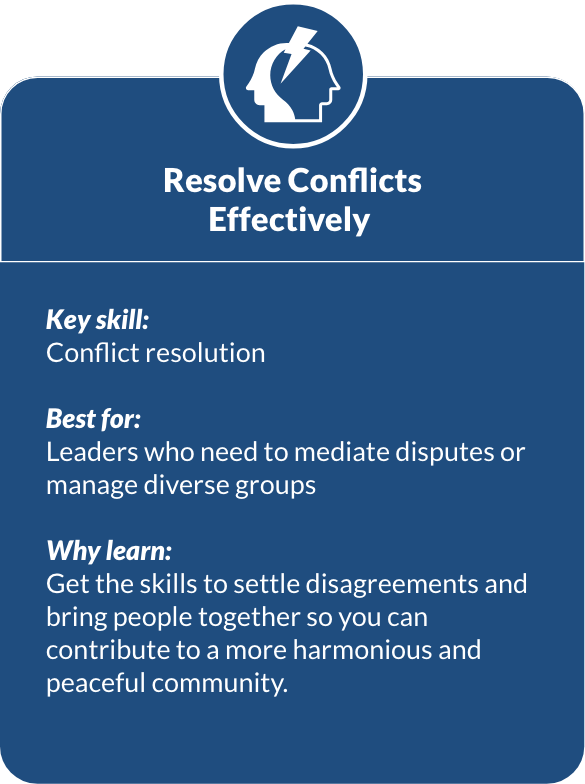 Resolve Conflicts
Effectively
Key skill:
Conflict resolution
Best for:
Leaders who need to mediate disputes or
manage diverse groups
Why learn:
Get the skills to settle disagreements and
bring people together so you can
contribute to a more harmonious and
peaceful community.